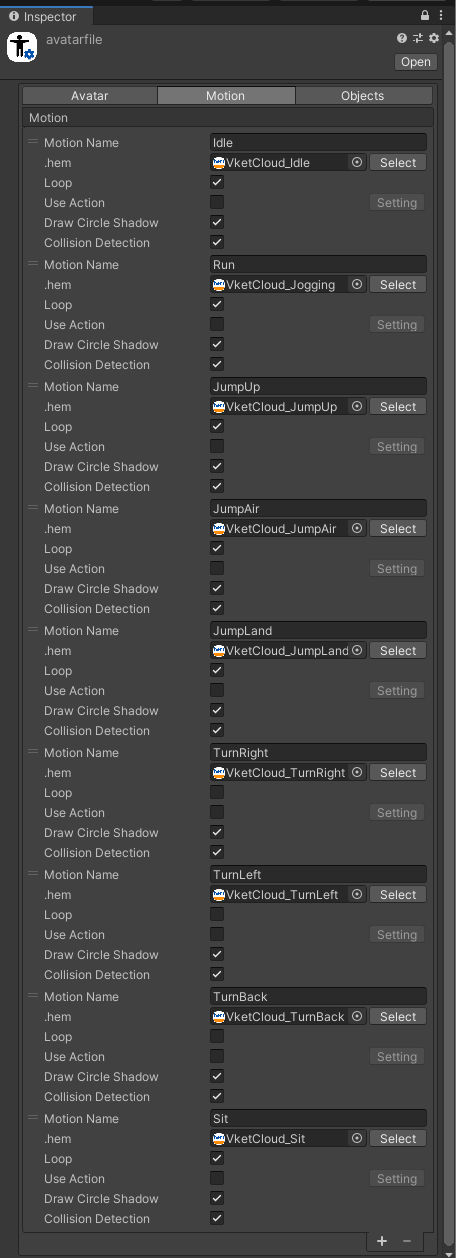 Inspector
avatarfile
Open
Avatar Motion Objects
Motion
Motion Name Idle
.hem VketCloud_Idle Select
Loop
Use Action Setting
Draw Circle Shadow
Collision Detection
Motion Name Run
.hem VketCloud_Jogging Select
Loop
Use Action Setting
Draw Circle Shadow
Collision Detection
Motion Name JumpUp
.hem VketCloud_JumpUp Select
Loop
Use Action Setting
Draw Circle Shadow
Collision Detection
Motion Name JumpAir
.hem VketCloud_JumpAir Select
Loop
Use Action Setting
Draw Circle Shadow
Collision Detection
Motion Name JumpLand
.hem VketCloud_JumpLand Select
Loop
Use Action Setting
Draw Circle Shadow
Collision Detection
Motion Name TurnRight
.hem VketCloud_TurnRight Select
Loop
Use Action Setting
Draw Circle Shadow
Collision Detection
Motion Name TurnLeft
.hem VketCloud_TurnLeft Select
Loop
Use Action Setting
Draw Circle Shadow
Collision Detection
Motion Name TurnBack
.hem VketCloud_TurnBack Select
Loop
Use Action Setting
Draw Circle Shadow
Collision Detection
Motion Name Sit
.hem VketCloud_Sit Select
Loop
Use Action Setting
Draw Circle Shadow
Collision Detection